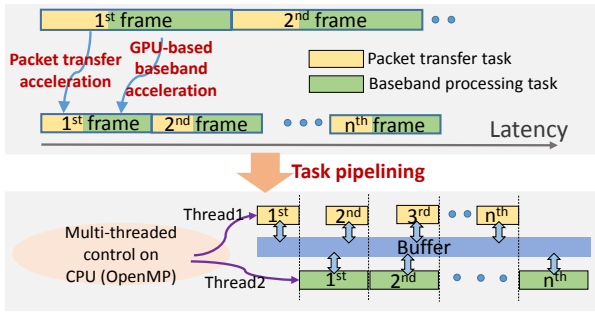 1st frame
2nd frame
Packet transfer
acceleration
GPU-based
baseband
acceleration
Packet transfer task
Baseband processing task
1st frame
2nd frame
nth frame
Latency
Task pipelining
Thread1
1st
2nd
3rd
nth
Multi-threaded
control on
CPU (OpenMP)
Buffer
Thread2
1st
2nd
nth